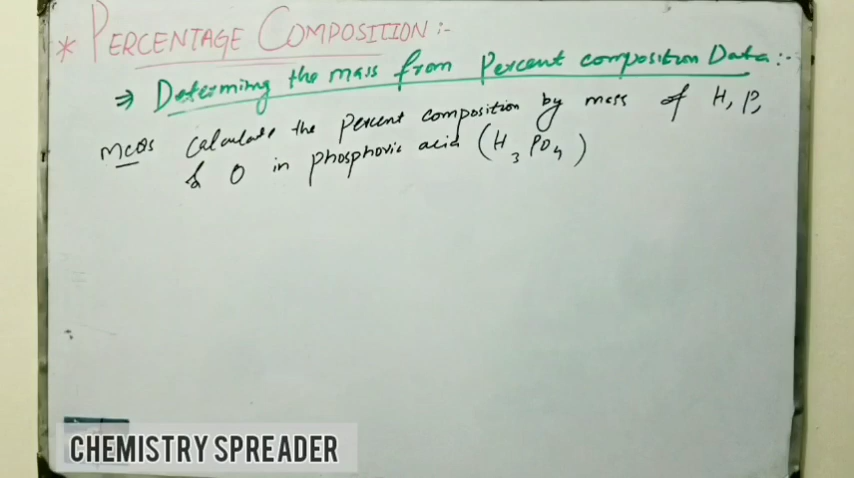 * PERCENTAGE COMPOSITION :-
⇒ Determing the mass from Percent composition Data :-
MCQs Calculate the Percent composition by mass of H, P,
& O in phosphoric acid (H3PO4)
CHEMISTRY SPREADER